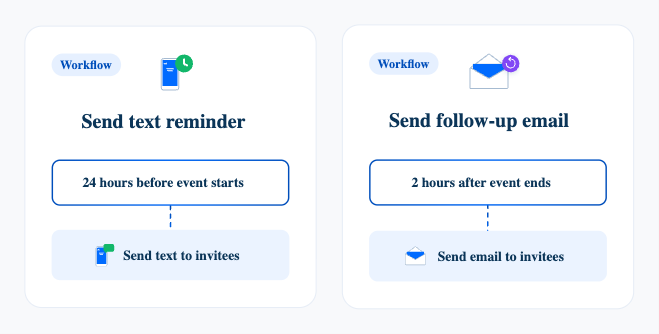 Workflow
Send text reminder
24 hours before event starts
Send text to invitees
Workflow
Send follow-up email
2 hours after event ends
Send email to invitees